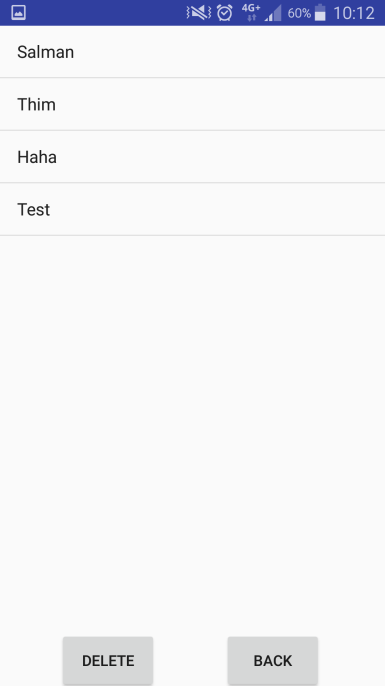 4G+ 60% 10:12
Salman
Thim
Haha
Test
DELETE BACK